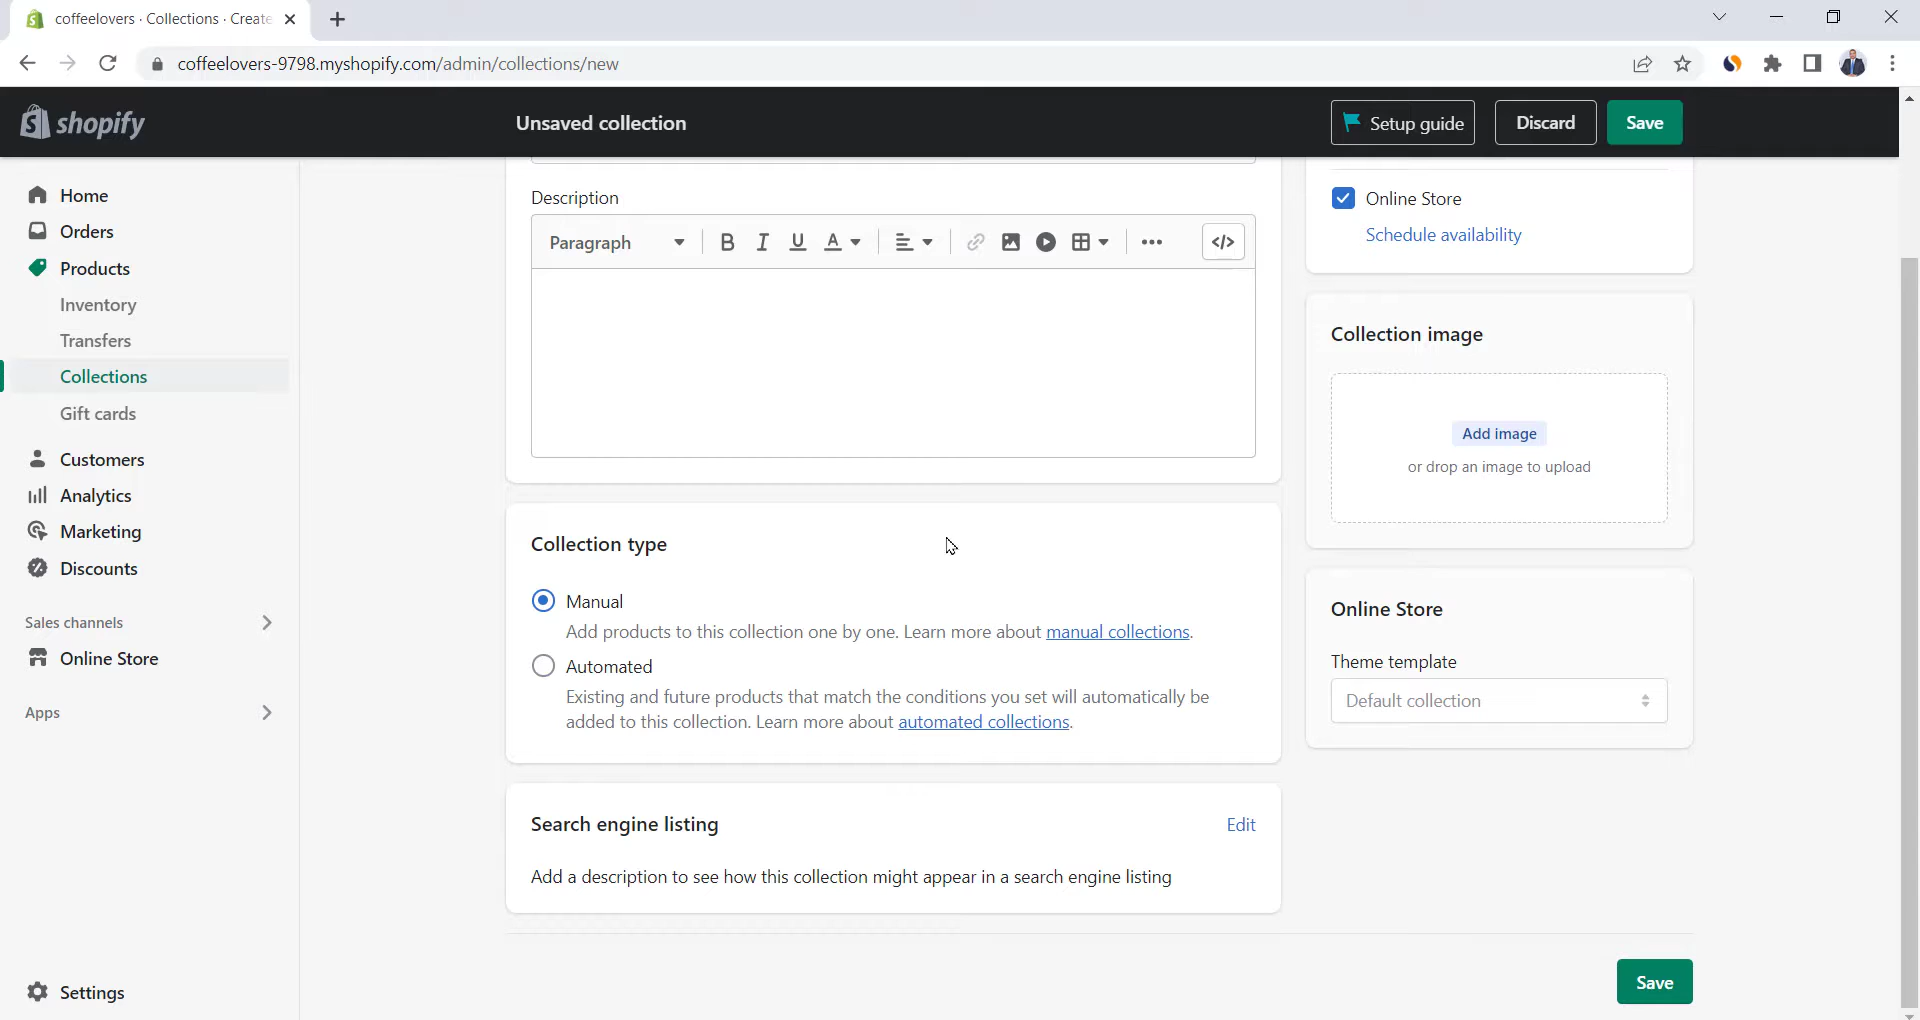 coffeelovers · Collections · Create
coffeelovers-9798.myshopify.com/admin/collections/new
shopify
Unsaved collection
Setup guide
Discard
Save
Home
Orders
Products
Inventory
Transfers
Collections
Gift cards
Customers
Analytics
Marketing
Discounts
Sales channels
Online Store
Apps
Settings
Description
Paragraph
B I U A
</>
Collection type
Manual
Add products to this collection one by one. Learn more about manual collections.
Automated
Existing and future products that match the conditions you set will automatically be
added to this collection. Learn more about automated collections.
Search engine listing
Edit
Add a description to see how this collection might appear in a search engine listing
Online Store
Schedule availability
Collection image
Add image
or drop an image to upload
Online Store
Theme template
Default collection
Save